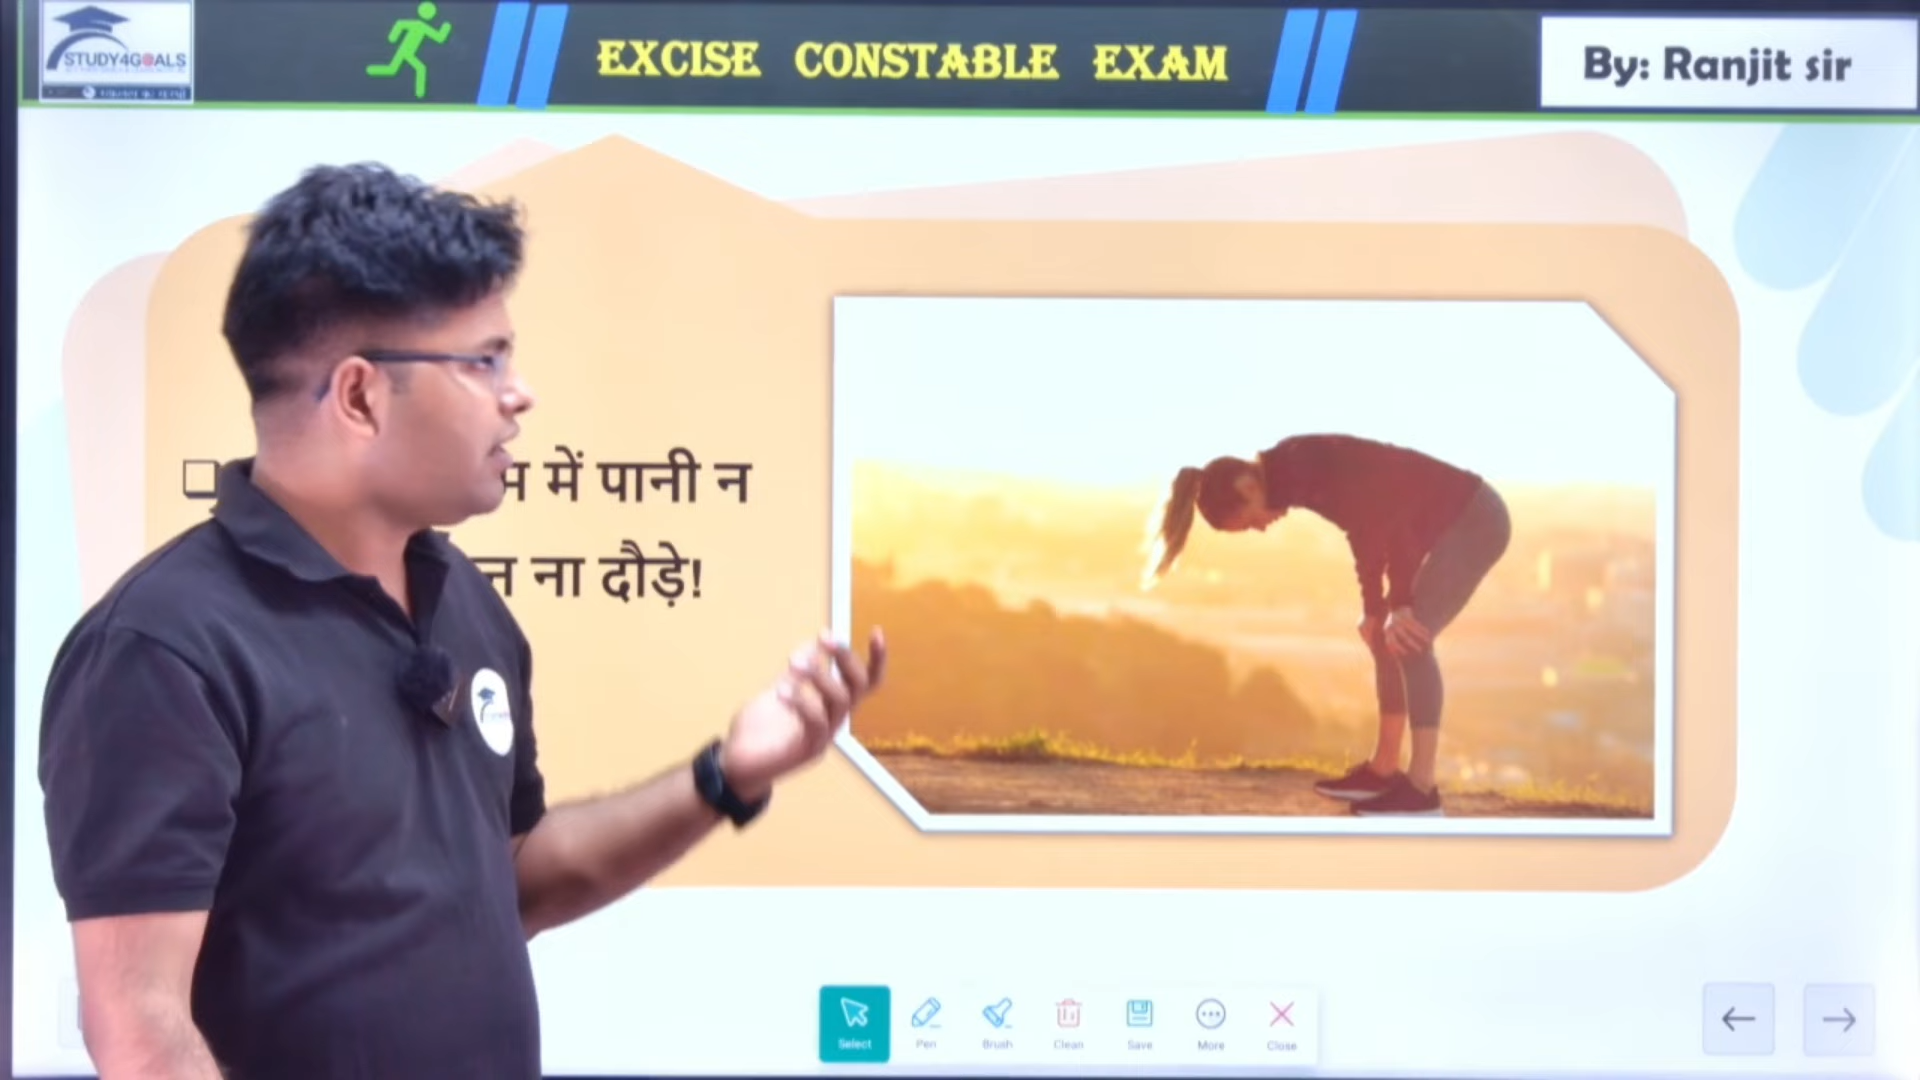 STUDY4GOALS
EXCISE CONSTABLE EXAM
By: Ranjit sir
में पानी न
ना दौड़े!
Select
Pen
Brush
Clean
Save
More
Close